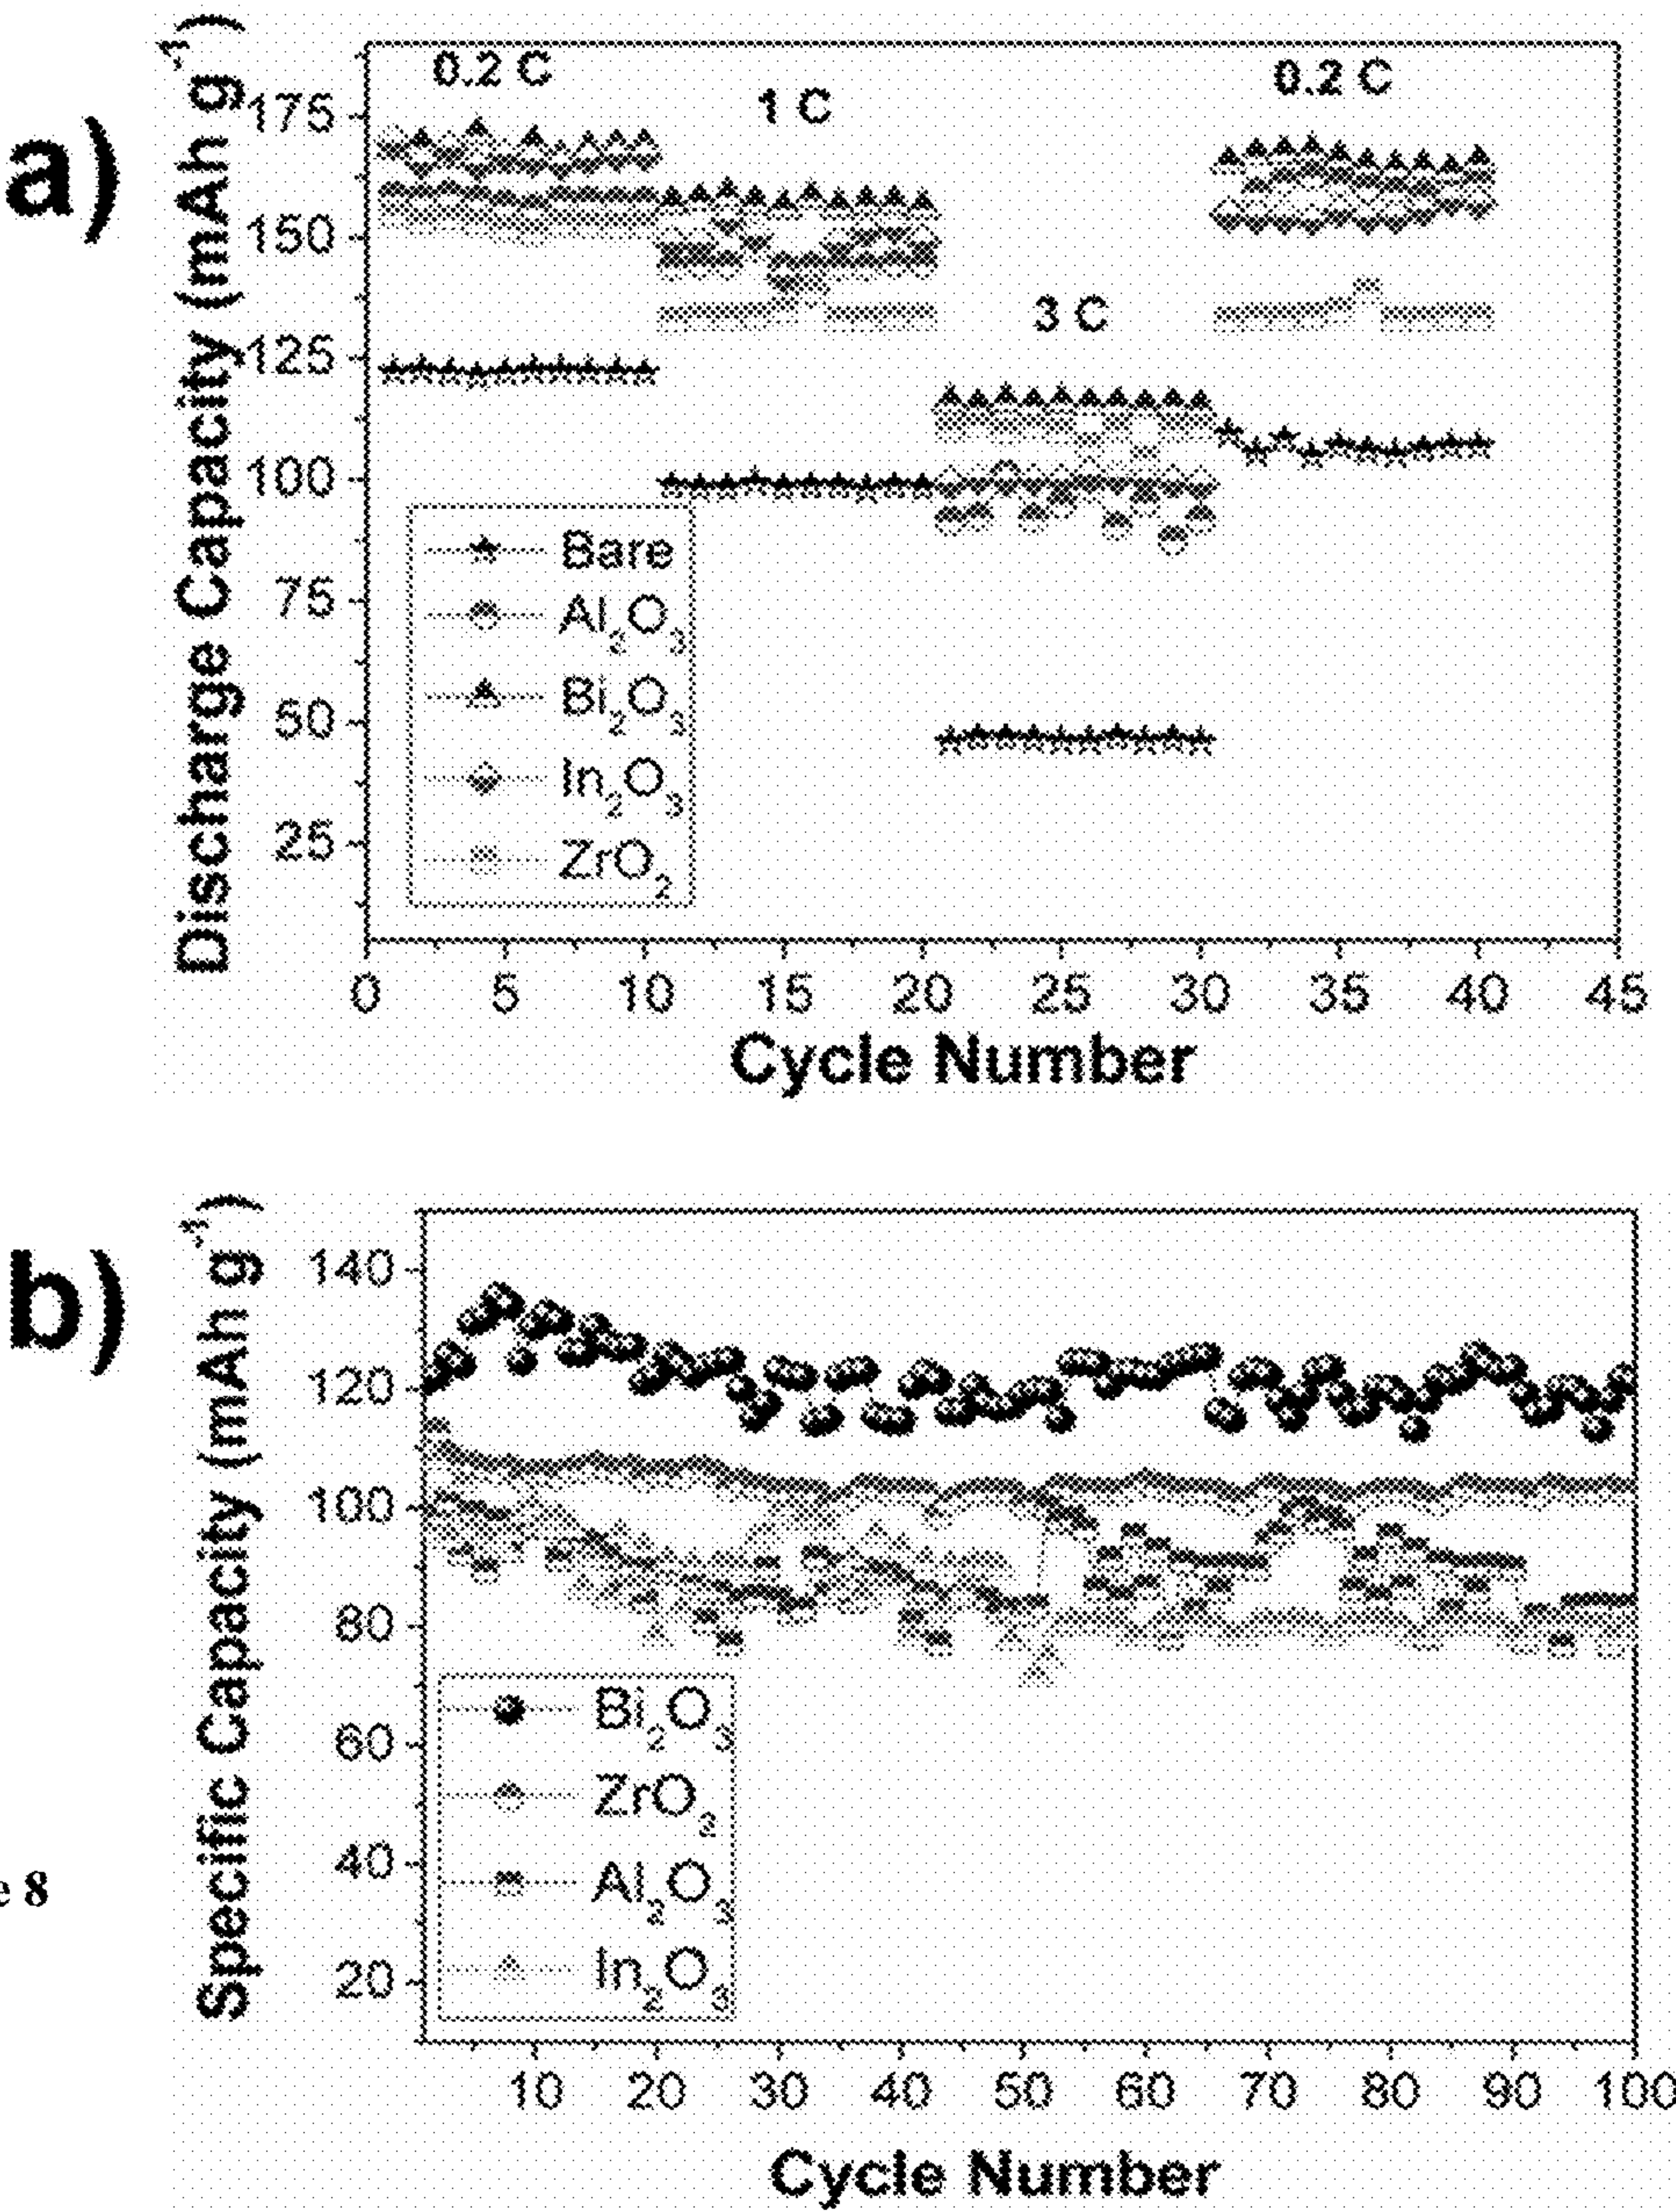 a)
Discharge Capacity (mAh g-1)
175
150
125
100
75
50
25
0.2 C
1 C
3 C
0.2 C
Bare
Al2O3
Bi2O3
In2O3
ZrO2
0 5 10 15 20 25 30 35 40 45
Cycle Number
b)
Specific Capacity (mAh g-1)
140
120
100
80
60
40
20
Bi2O3
ZrO2
Al2O3
In2O3
10 20 30 40 50 60 70 80 90 100
Cycle Number
e 8